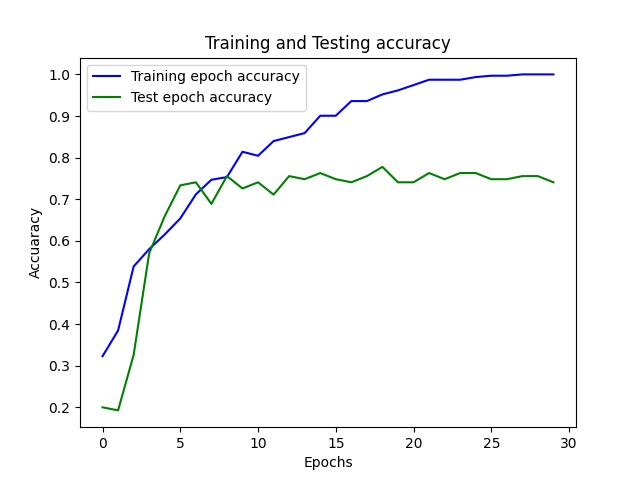 Training and Testing accuracy
Training epoch accuracy
Test epoch accuracy
Accuaracy
1.0
0.9
0.8
0.7
0.6
0.5
0.4
0.3
0.2
0 5 10 15 20 25 30
Epochs